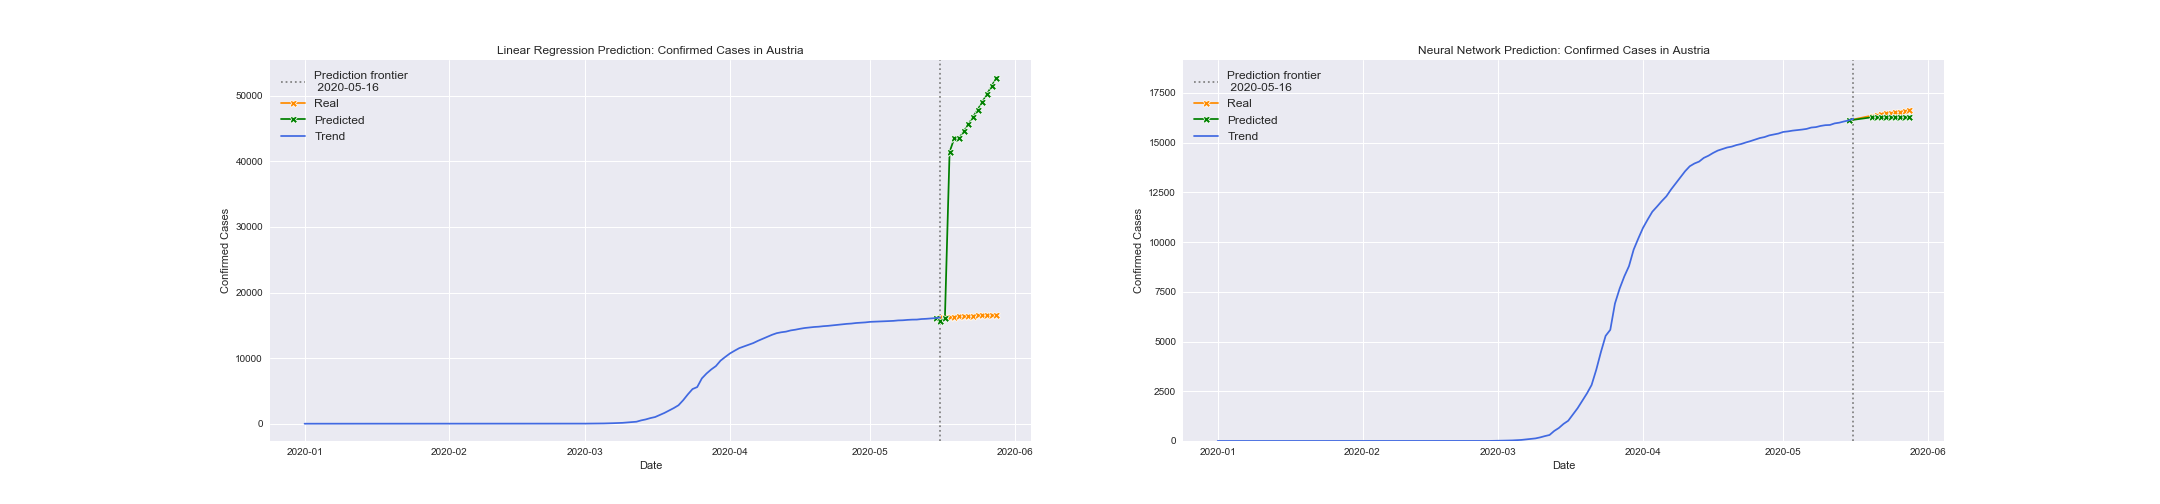 Linear Regression Prediction: Confirmed Cases in Austria
Prediction frontier
2020-05-16
Real
Predicted
Trend
Confirmed Cases
50000
40000
30000
20000
10000
0
2020-01
2020-02
2020-03
2020-04
2020-05
2020-06
Date
Neural Network Prediction: Confirmed Cases in Austria
Prediction frontier
2020-05-16
Real
Predicted
Trend
Confirmed Cases
17500
15000
12500
10000
7500
5000
2500
0
2020-01
2020-02
2020-03
2020-04
2020-05
2020-06
Date